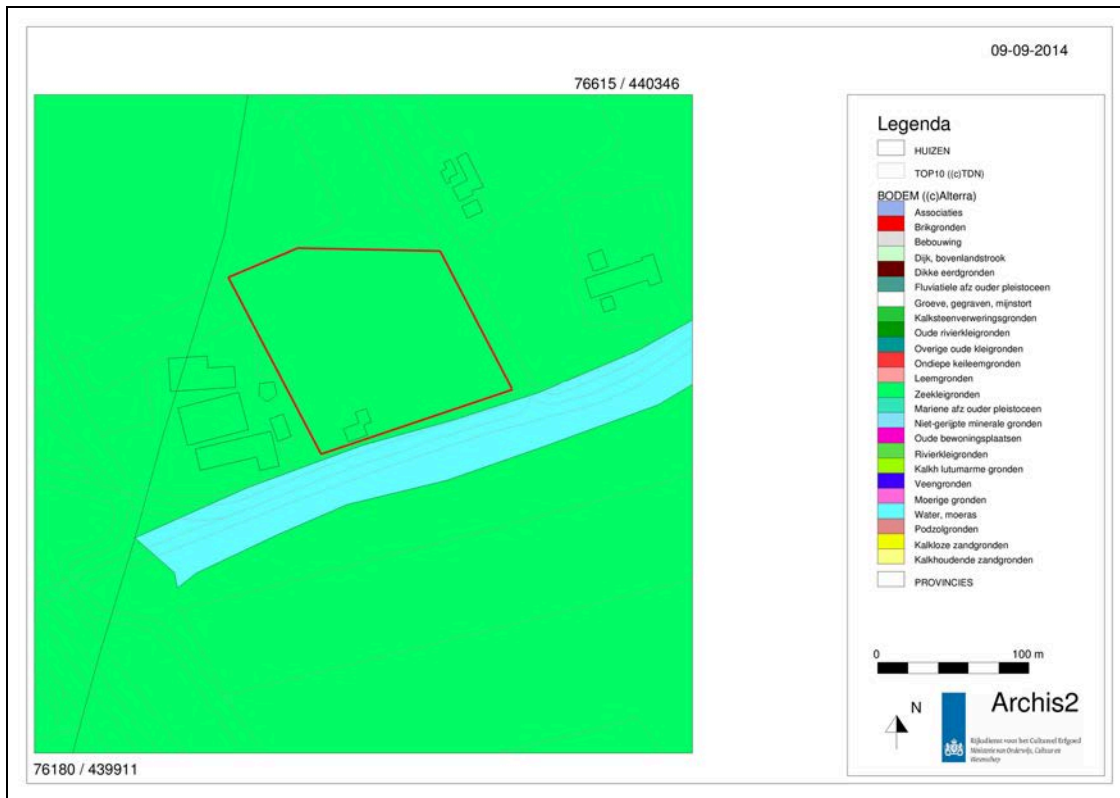 09-09-2014
76615 / 440346
Legenda
HUIZEN
TOP10 ((c)TDN)
BODEM ((c)Alterra)
Associaties
Brikgronden
Bebouwing
Dijk, bovenlandstrook
Dikke eerdgronden
Fluviatiele afz ouder pleistoceen
Groeve, gegraven, mijnstort
Kalksteenverweringsgronden
Oude rivierkleigronden
Overige oude kleigronden
Ondiepe keileemgronden
Leemgronden
Zeekleigronden
Mariene afz ouder pleistoceen
Niet-gerijpte minerale gronden
Oude bewoningsplaatsen
Rivierkleigronden
Kalkh lutumarme gronden
Veengronden
Moerige gronden
Water, moeras
Podzolgronden
Kalkloze zandgronden
Kalkhoudende zandgronden
PROVINCIES
0 100 m
N
Archis2
Rijksdienst voor het Cultureel Erfgoed
Ministerie van Onderwijs, Cultuur en
Wetenschap
76180 / 439911